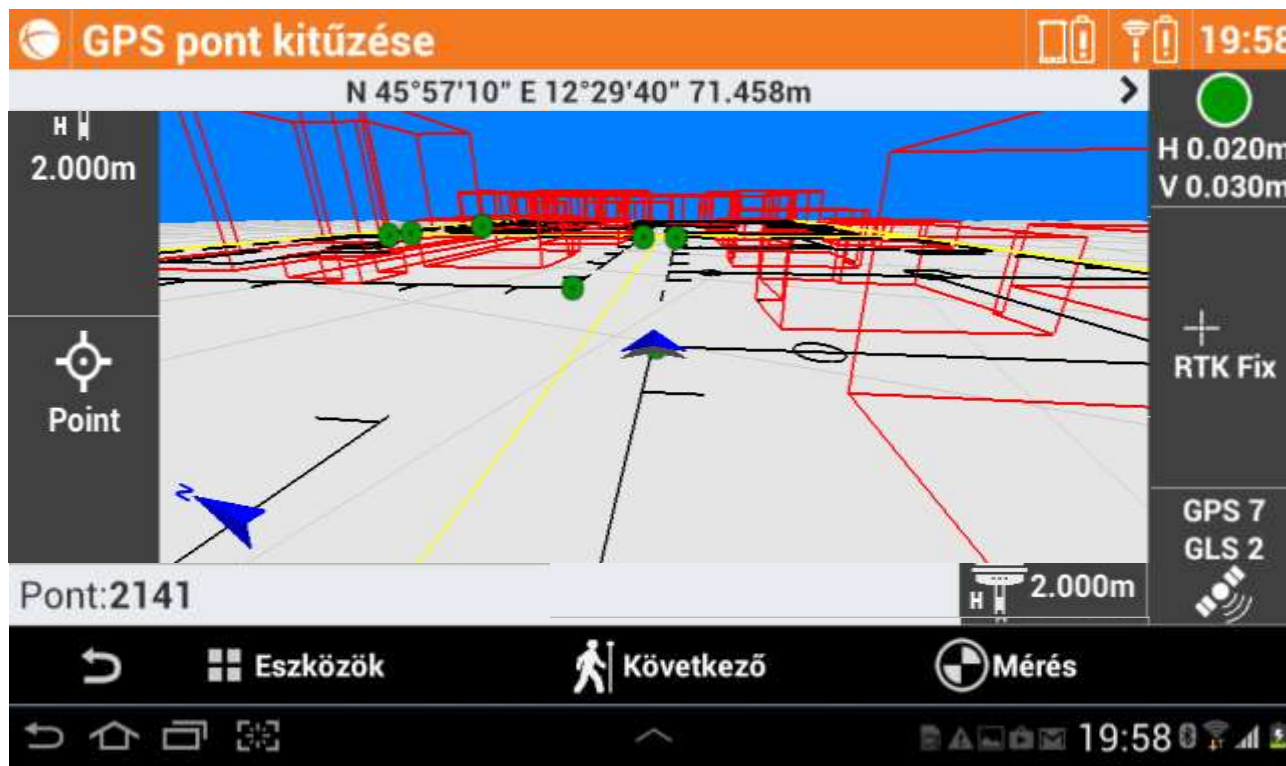 GPS pont kitűzése
19:58
N 45°57'10" E 12°29'40" 71.458m
H
2.000m
H 0.020m
V 0.030m
Point
RTK Fix
N
GPS 7
GLS 2
Pont:2141
H
2.000m
Eszközök
Következő
Mérés
19:58